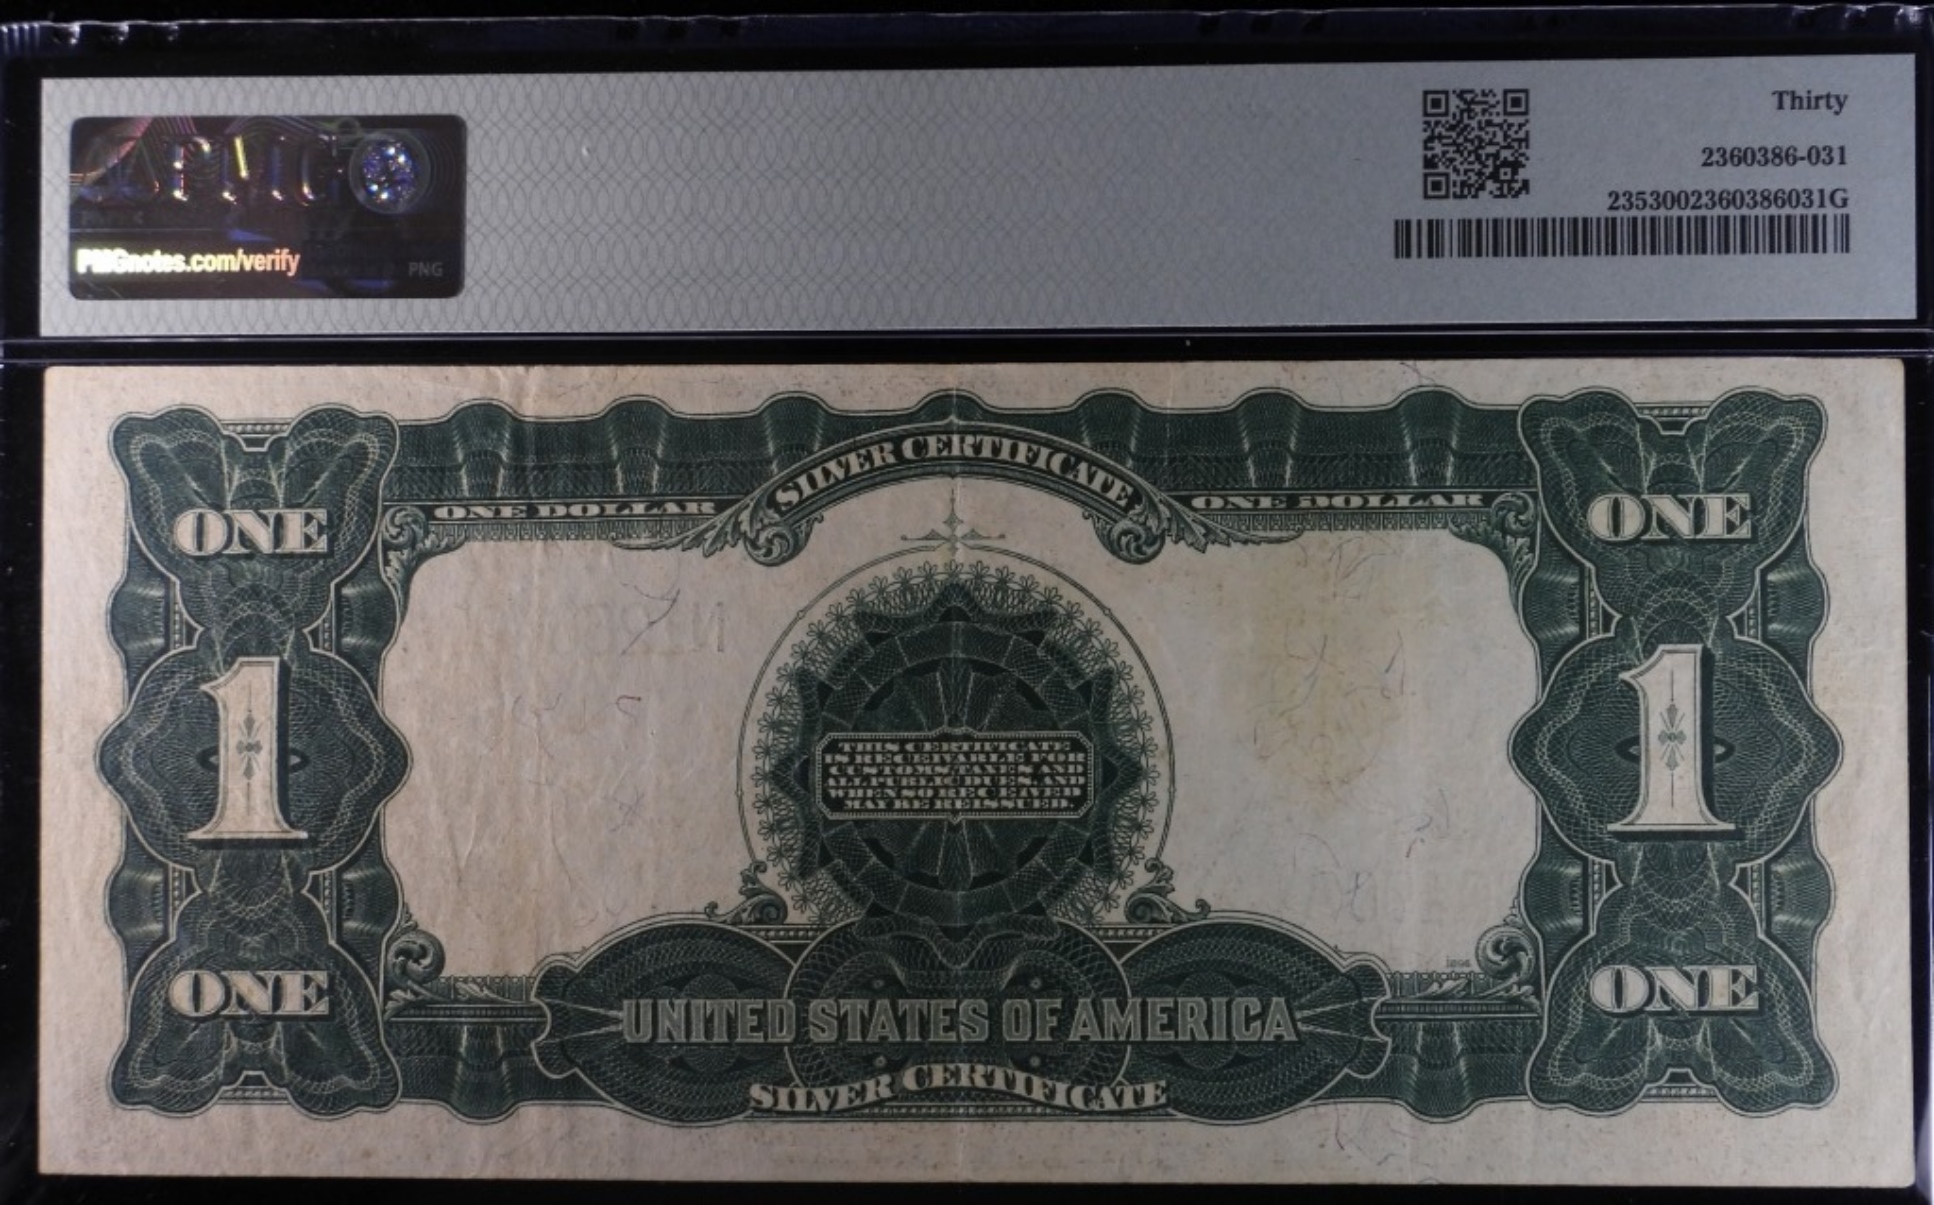 PMG
PMGnotes.com/verify
PNG
Thirty
2360386-031
2353002360386031G
SILVER CERTIFICATE
ONE DOLLAR
ONE DOLLAR
ONE
ONE
1
1
THIS CERTIFICATE
IS RECEIVABLE FOR
CUSTOMS, TAXES AND
ALL PUBLIC DUES, AND
WHEN SO RECEIVED
MAY BE REISSUED.
ONE
ONE
UNITED STATES OF AMERICA
SILVER CERTIFICATE